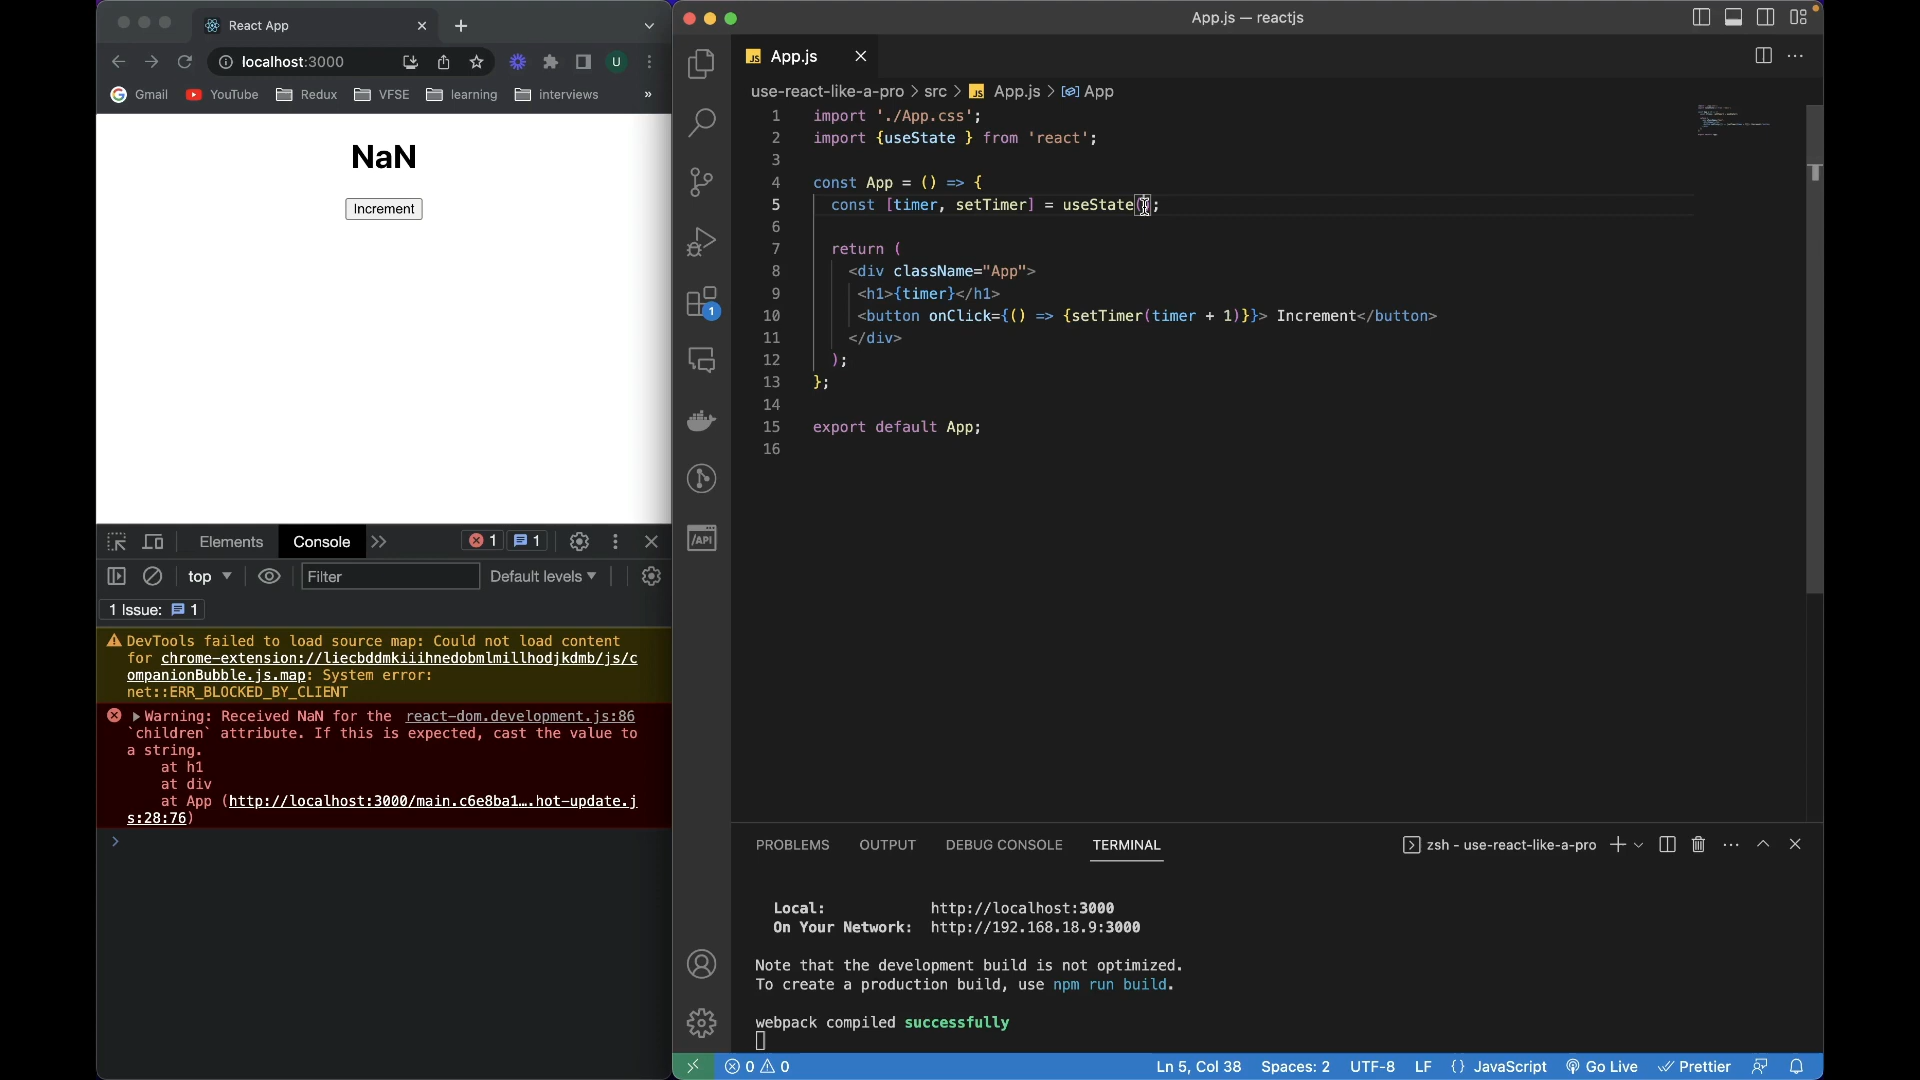 React App
localhost:3000
U
Gmail
YouTube
Redux
VFSE
learning
interviews
»
NaN
Increment
Elements
Console
1
1
top
Filter
Default levels
1 Issue:
1
DevTools failed to load source map: Could not load content
for chrome-extension://liecbddmkiiihnedobmlmillhodjkdmb/js/c
ompanionBubble.js.map: System error:
net::ERR_BLOCKED_BY_CLIENT
Warning: Received NaN for the react-dom.development.js:86
`children` attribute. If this is expected, cast the value to
a string.
at h1
at div
at App (http://localhost:3000/main.c6e8ba1….hot-update.j
s:28:76)
App.js — reactjs
JS App.js
use-react-like-a-pro > src > JS App.js > App
1 import './App.css';
2 import {useState } from 'react';
3
4 const App = () => {
5 const [timer, setTimer] = useState();
6
7 return (
8 <div className="App">
9 <h1>{timer}</h1>
10 <button onClick={() => {setTimer(timer + 1)}}> Increment</button>
11 </div>
12 );
13 };
14
15 export default App;
16
1
/API
PROBLEMS
OUTPUT
DEBUG CONSOLE
TERMINAL
zsh - use-react-like-a-pro
Local: http://localhost:3000
On Your Network: http://192.168.18.9:3000
Note that the development build is not optimized.
To create a production build, use npm run build.
webpack compiled successfully
0
0
Ln 5, Col 38
Spaces: 2
UTF-8
LF
{} JavaScript
Go Live
Prettier